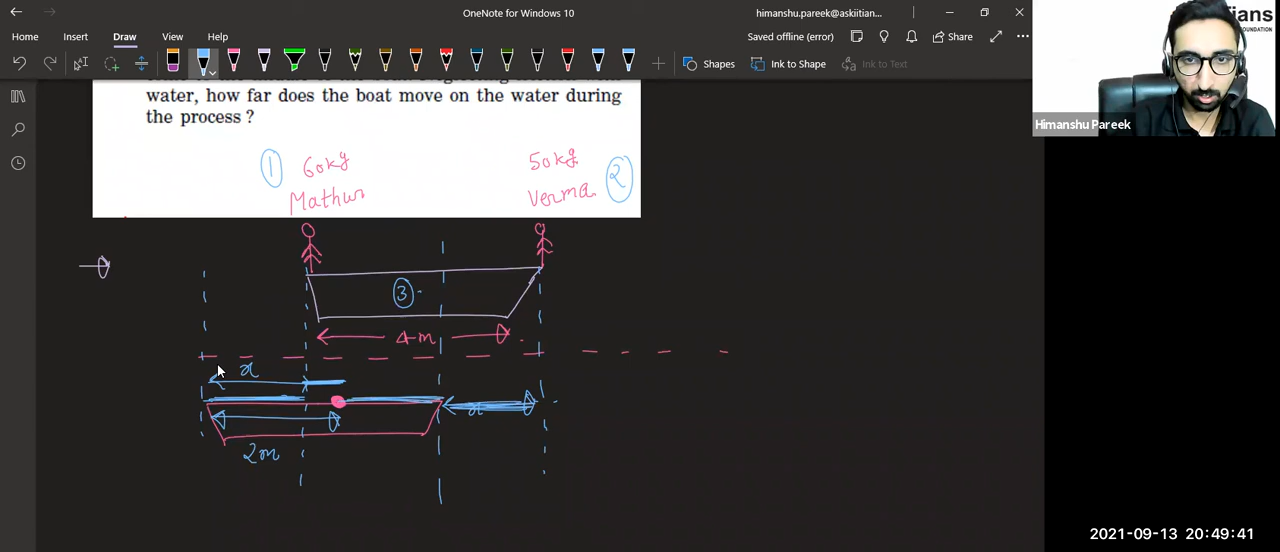 OneNote for Windows 10
himanshu.pareek@askiitian...
Home Insert Draw View Help
Saved offline (error)
Share
Shapes
Ink to Shape
Ink to Text
water, how far does the boat move on the water during
the process ?
1 60kg
Mathur
50kg
Verma 2
3
4m
x
x
2m
Himanshu Pareek
2021-09-13 20:49:41